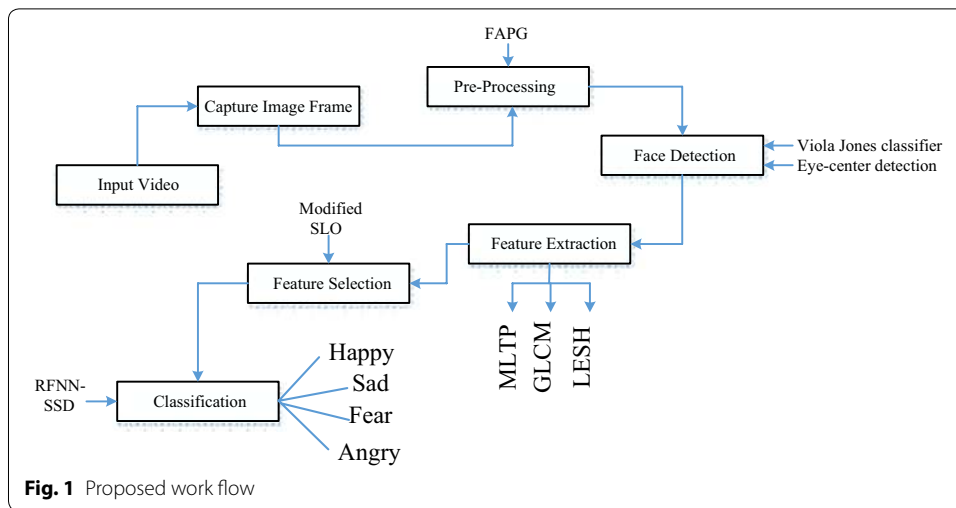 FAPG
Pre-Processing
Capture Image Frame
Face Detection
Viola Jones classifier
Eye-center detection
Input Video
Modified
SLO
Feature Extraction
Feature Selection
MLTP
GLCM
LESH
RFNN-
SSD
Classification
Happy
Sad
Fear
Angry
Fig. 1 Proposed work flow